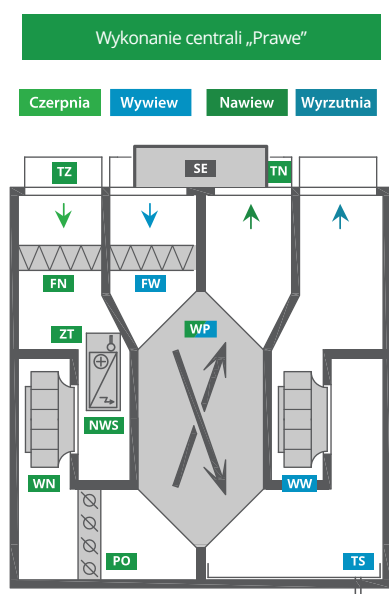 Wykonanie centrali „Prawe”
Czerpnia Wywiew Nawiew Wyrzutnia
TZ SE TN
FN FW
ZT WP
NWS
WN WW
PO TS